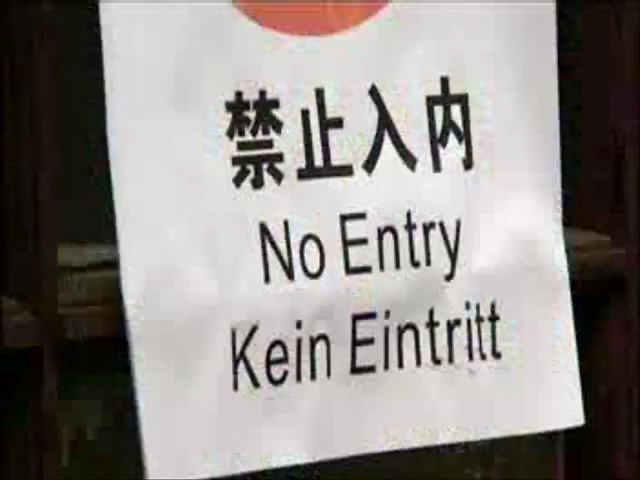 禁止入内
No Entry
Kein Eintritt